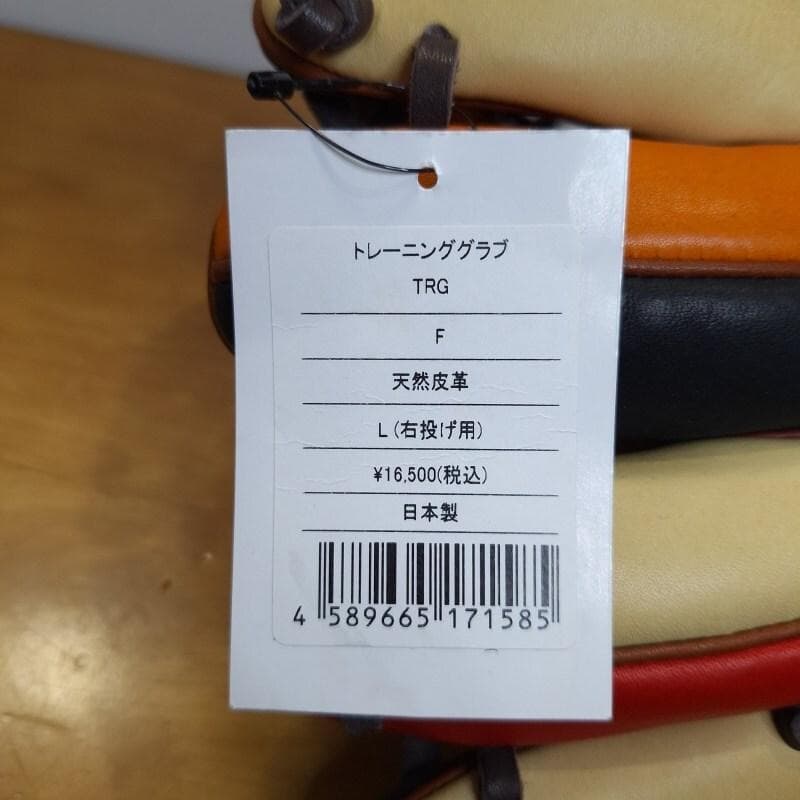 トレーニンググラブ
TRG
F
天然皮革
L(右投げ用)
¥16,500(税込)
日本製
4 589665 171585